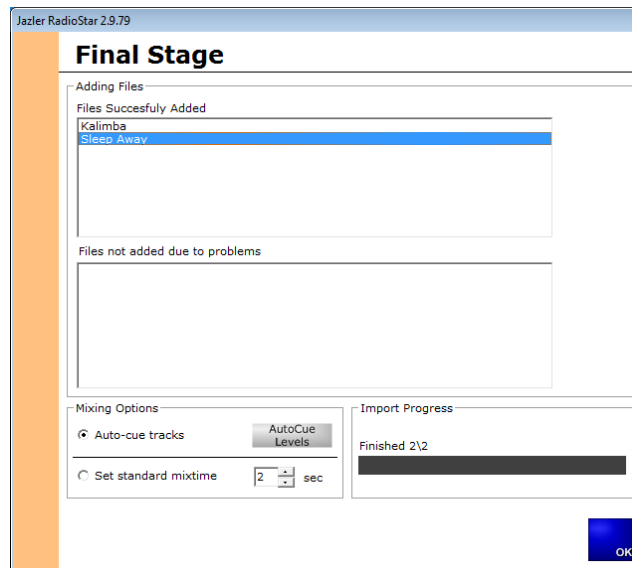 Jazler RadioStar 2.9.79
Final Stage
Adding Files
Files Succesfuly Added
Kalimba
Sleep Away
Files not added due to problems
Mixing Options
Auto-cue tracks
AutoCue
Levels
Set standard mixtime
2
sec
Import Progress
Finished 2\2
OK